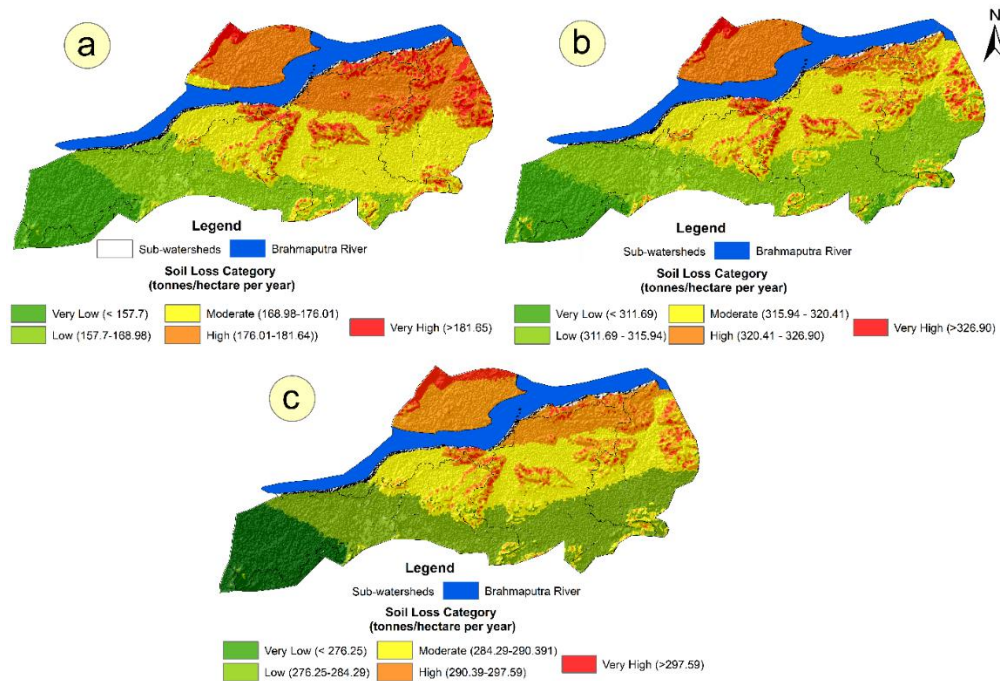 a
Legend
Sub-watersheds Brahmaputra River
Soil Loss Category
(tonnes/hectare per year)
Very Low (< 157.7) Moderate (168.98-176.01)
Low (157.7-168.98) High (176.01-181.64)) Very High (>181.65)
b
N
Legend
Sub-watersheds Brahmaputra River
Soil Loss Category
(tonnes/hectare per year)
Very Low (< 311.69) Moderate (315.94 - 320.41)
Low (311.69 - 315.94) High (320.41 - 326.90) Very High (>326.90)
c
Legend
Sub-watersheds Brahmaputra River
Soil Loss Category
(tonnes/hectare per year)
Very Low (< 276.25) Moderate (284.29-290.391)
Low (276.25-284.29) High (290.39-297.59) Very High (>297.59)